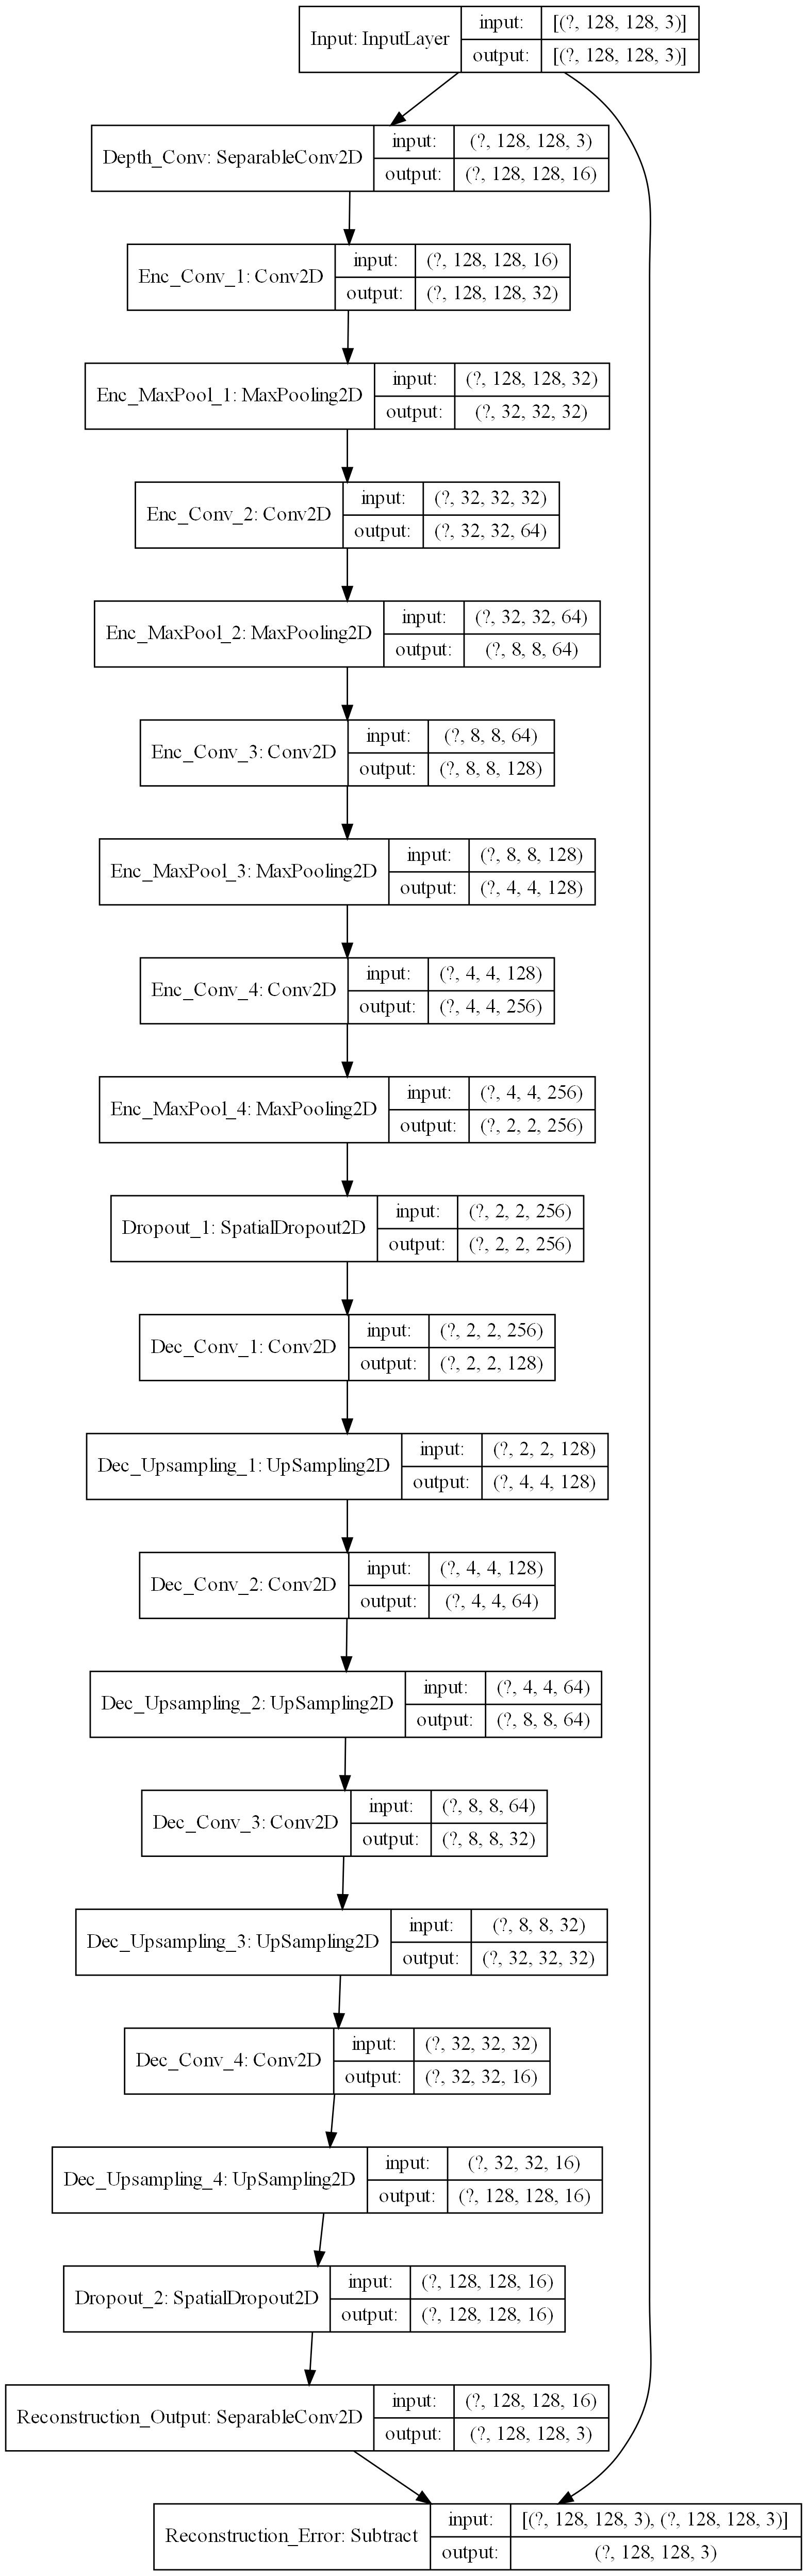 Input: InputLayer
input:
[(?, 128, 128, 3)]
output:
[(?, 128, 128, 3)]
Depth_Conv: SeparableConv2D
input:
(?, 128, 128, 3)
output:
(?, 128, 128, 16)
Enc_Conv_1: Conv2D
input:
(?, 128, 128, 16)
output:
(?, 128, 128, 32)
Enc_MaxPool_1: MaxPooling2D
input:
(?, 128, 128, 32)
output:
(?, 32, 32, 32)
Enc_Conv_2: Conv2D
input:
(?, 32, 32, 32)
output:
(?, 32, 32, 64)
Enc_MaxPool_2: MaxPooling2D
input:
(?, 32, 32, 64)
output:
(?, 8, 8, 64)
Enc_Conv_3: Conv2D
input:
(?, 8, 8, 64)
output:
(?, 8, 8, 128)
Enc_MaxPool_3: MaxPooling2D
input:
(?, 8, 8, 128)
output:
(?, 4, 4, 128)
Enc_Conv_4: Conv2D
input:
(?, 4, 4, 128)
output:
(?, 4, 4, 256)
Enc_MaxPool_4: MaxPooling2D
input:
(?, 4, 4, 256)
output:
(?, 2, 2, 256)
Dropout_1: SpatialDropout2D
input:
(?, 2, 2, 256)
output:
(?, 2, 2, 256)
Dec_Conv_1: Conv2D
input:
(?, 2, 2, 256)
output:
(?, 2, 2, 128)
Dec_Upsampling_1: UpSampling2D
input:
(?, 2, 2, 128)
output:
(?, 4, 4, 128)
Dec_Conv_2: Conv2D
input:
(?, 4, 4, 128)
output:
(?, 4, 4, 64)
Dec_Upsampling_2: UpSampling2D
input:
(?, 4, 4, 64)
output:
(?, 8, 8, 64)
Dec_Conv_3: Conv2D
input:
(?, 8, 8, 64)
output:
(?, 8, 8, 32)
Dec_Upsampling_3: UpSampling2D
input:
(?, 8, 8, 32)
output:
(?, 32, 32, 32)
Dec_Conv_4: Conv2D
input:
(?, 32, 32, 32)
output:
(?, 32, 32, 16)
Dec_Upsampling_4: UpSampling2D
input:
(?, 32, 32, 16)
output:
(?, 128, 128, 16)
Dropout_2: SpatialDropout2D
input:
(?, 128, 128, 16)
output:
(?, 128, 128, 16)
Reconstruction_Output: SeparableConv2D
input:
(?, 128, 128, 16)
output:
(?, 128, 128, 3)
Reconstruction_Error: Subtract
input:
[(?, 128, 128, 3), (?, 128, 128, 3)]
output:
(?, 128, 128, 3)